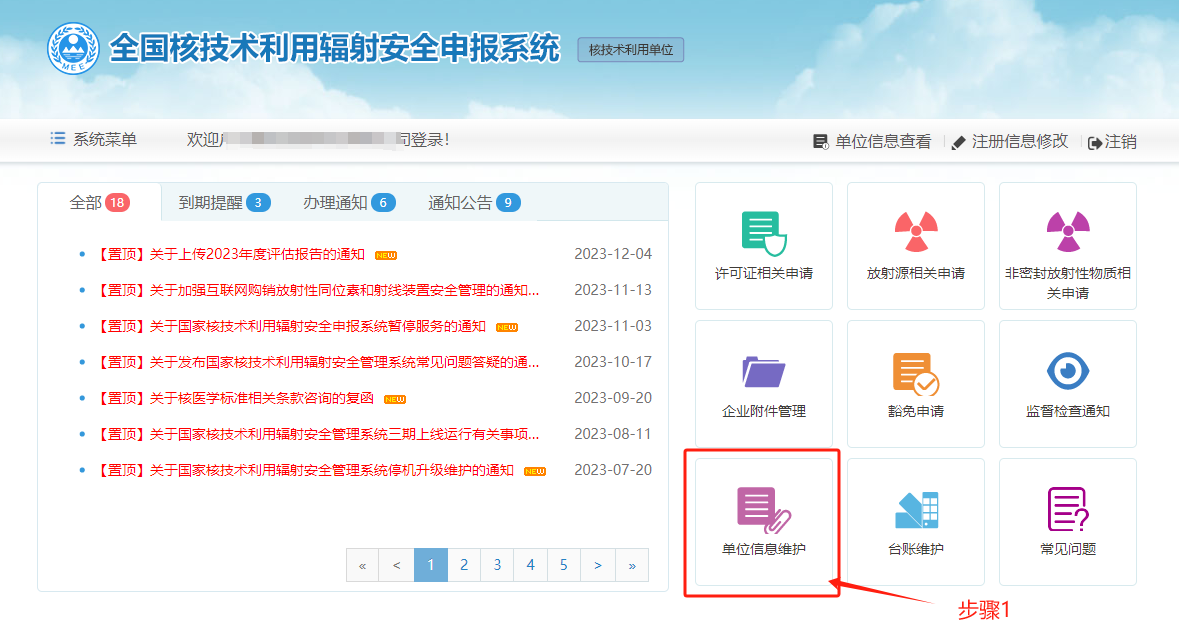 全国核技术利用辐射安全申报系统
核技术利用单位
MEE
系统菜单
欢迎
司登录!
单位信息查看
注册信息修改
注销
全部 18
到期提醒 3
办理通知 6
通知公告 9
【置顶】关于上传2023年度评估报告的通知 NEW 2023-12-04
【置顶】关于加强互联网购销放射性同位素和射线装置安全管理的通知... 2023-11-13
【置顶】关于国家核技术利用辐射安全申报系统暂停服务的通知 NEW 2023-11-03
【置顶】关于发布国家核技术利用辐射安全管理系统常见问题答疑的通... 2023-10-17
【置顶】关于核医学标准相关条款咨询的复函 NEW 2023-09-20
【置顶】关于国家核技术利用辐射安全管理系统三期上线运行有关事项... 2023-08-11
【置顶】关于国家核技术利用辐射安全管理系统停机升级维护的通知 NEW 2023-07-20
« < 1 2 3 4 5 > »
许可证相关申请
放射源相关申请
非密封放射性物质相
关申请
企业附件管理
豁免申请
监督检查通知
单位信息维护
台账维护
常见问题
步骤1